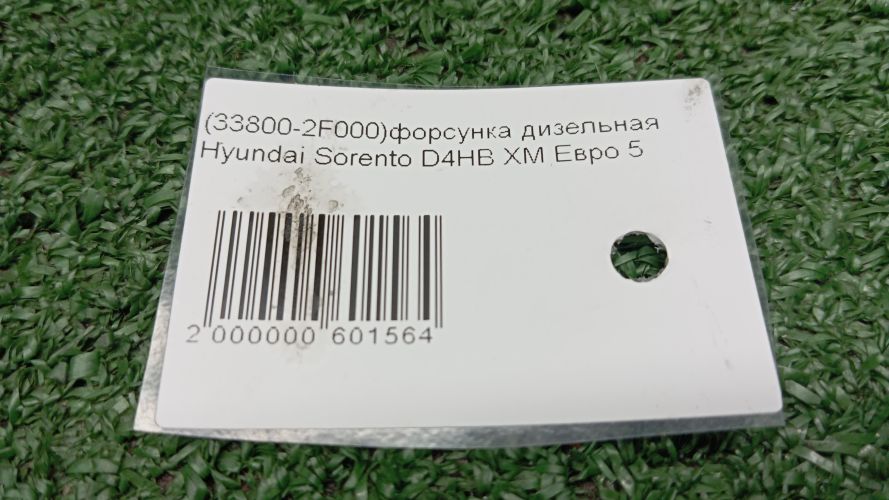 (33800-2F000)форсунка дизельная
Hyundai Sorento D4HB XM Евро 5
2 000000 601564